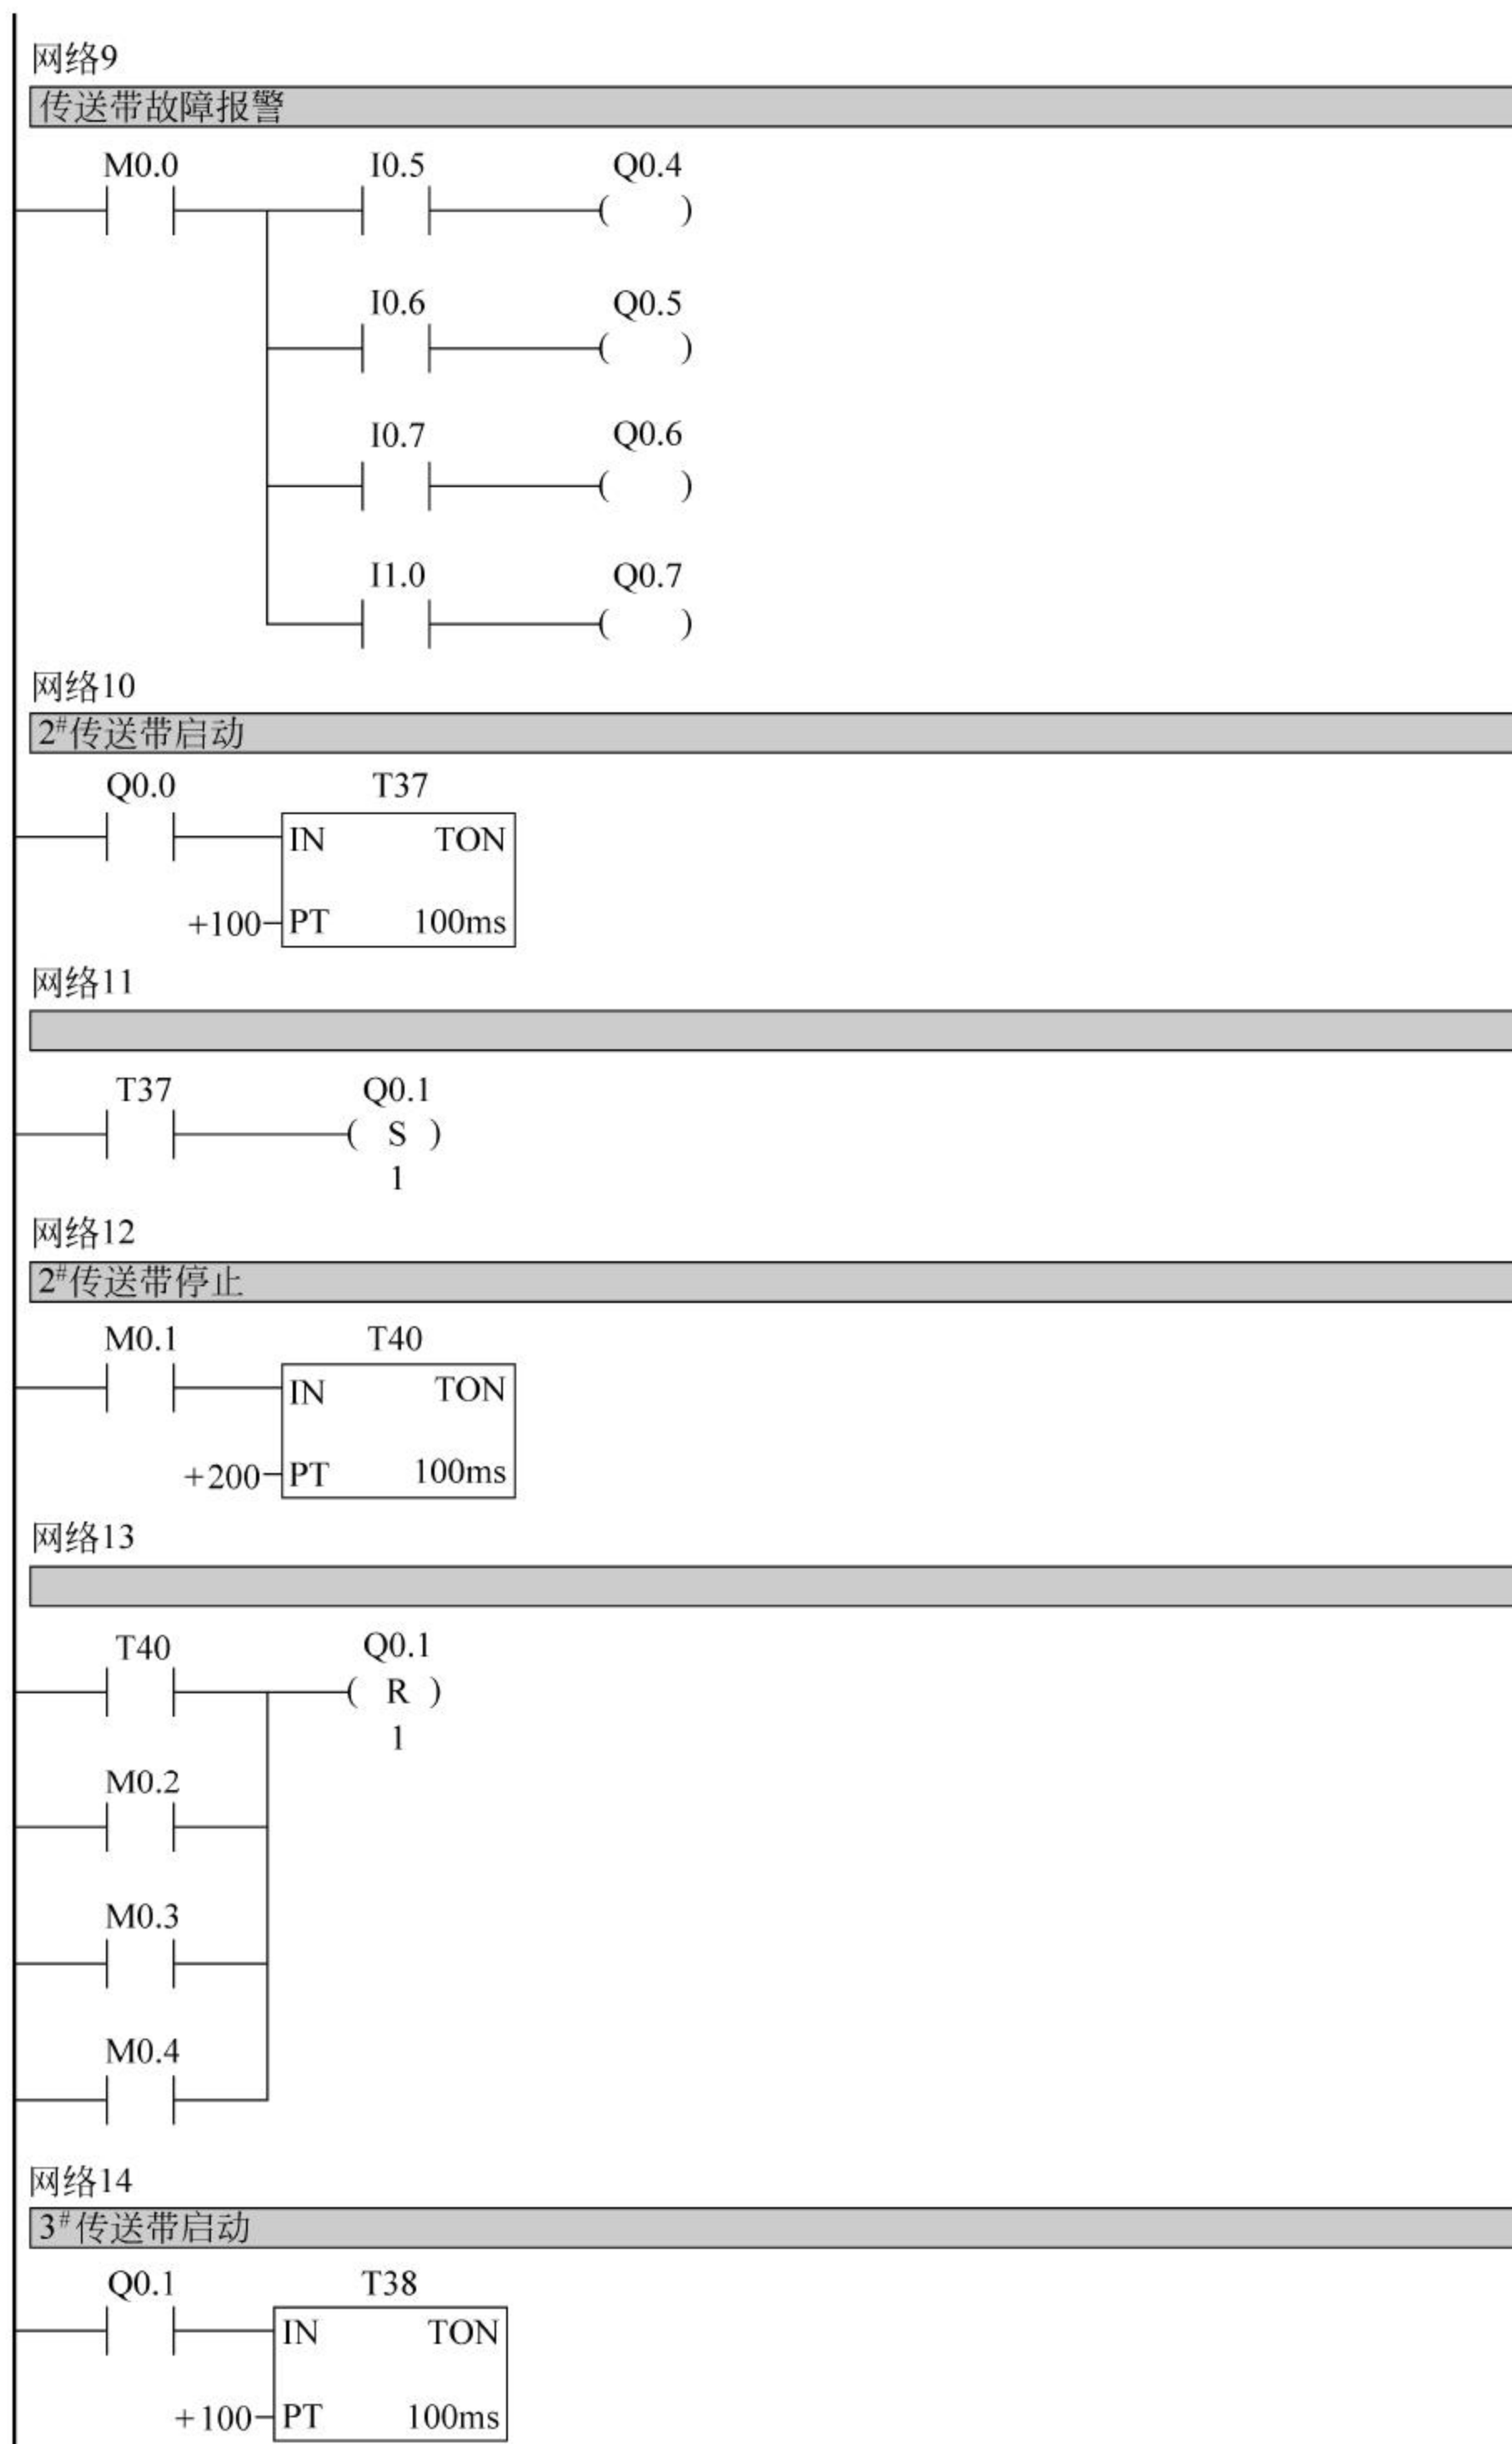 网络9
传送带故障报警
M0.0 I0.5 Q0.4
( )
I0.6 Q0.5
( )
I0.7 Q0.6
( )
I1.0 Q0.7
( )
网络10
2#传送带启动
Q0.0 T37
IN TON
+100 PT 100ms
网络11
T37 Q0.1
( S )
1
网络12
2#传送带停止
M0.1 T40
IN TON
+200 PT 100ms
网络13
T40 Q0.1
( R )
1
M0.2
M0.3
M0.4
网络14
3#传送带启动
Q0.1 T38
IN TON
+100 PT 100ms